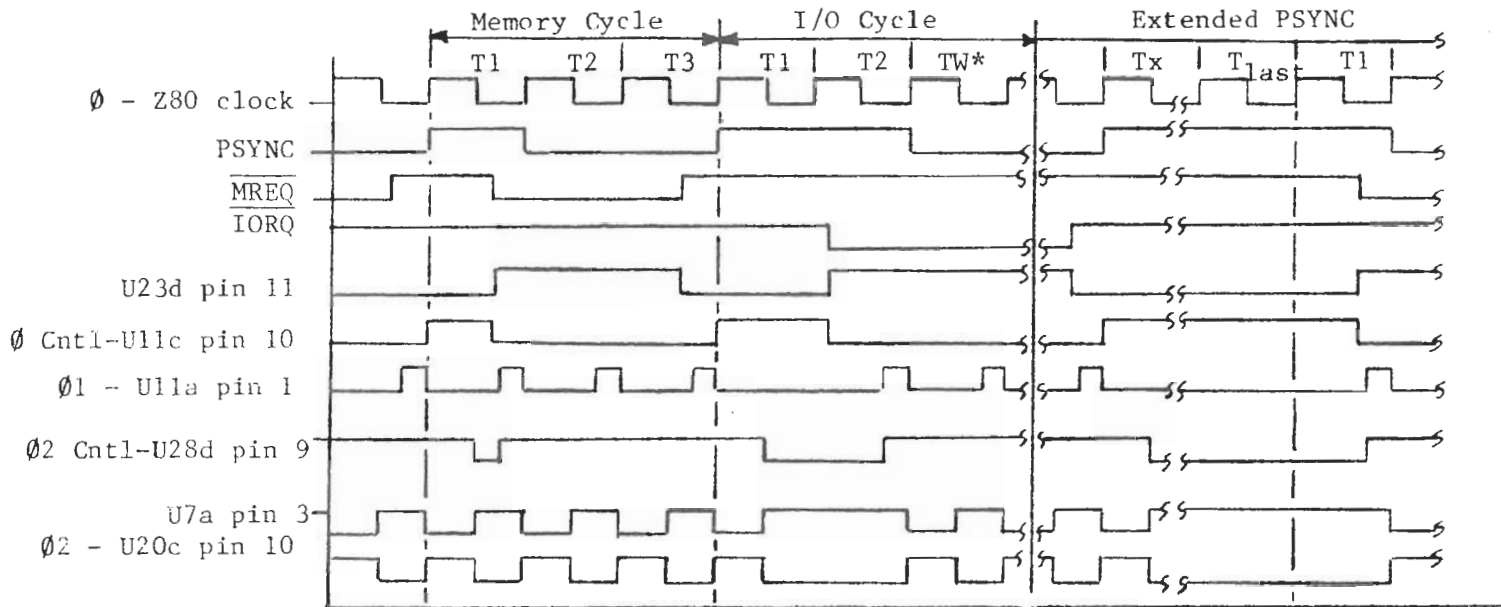 Memory Cycle I/O Cycle Extended PSYNC
T1 T2 T3 T1 T2 TW* Tx Tlast T1
Ø - Z80 clock
PSYNC
MREQ
IORQ
U23d pin 11
Ø Cntl-U11c pin 10
Ø1 - U11a pin 1
Ø2 Cntl-U28d pin 9
U7a pin 3
Ø2 - U20c pin 10